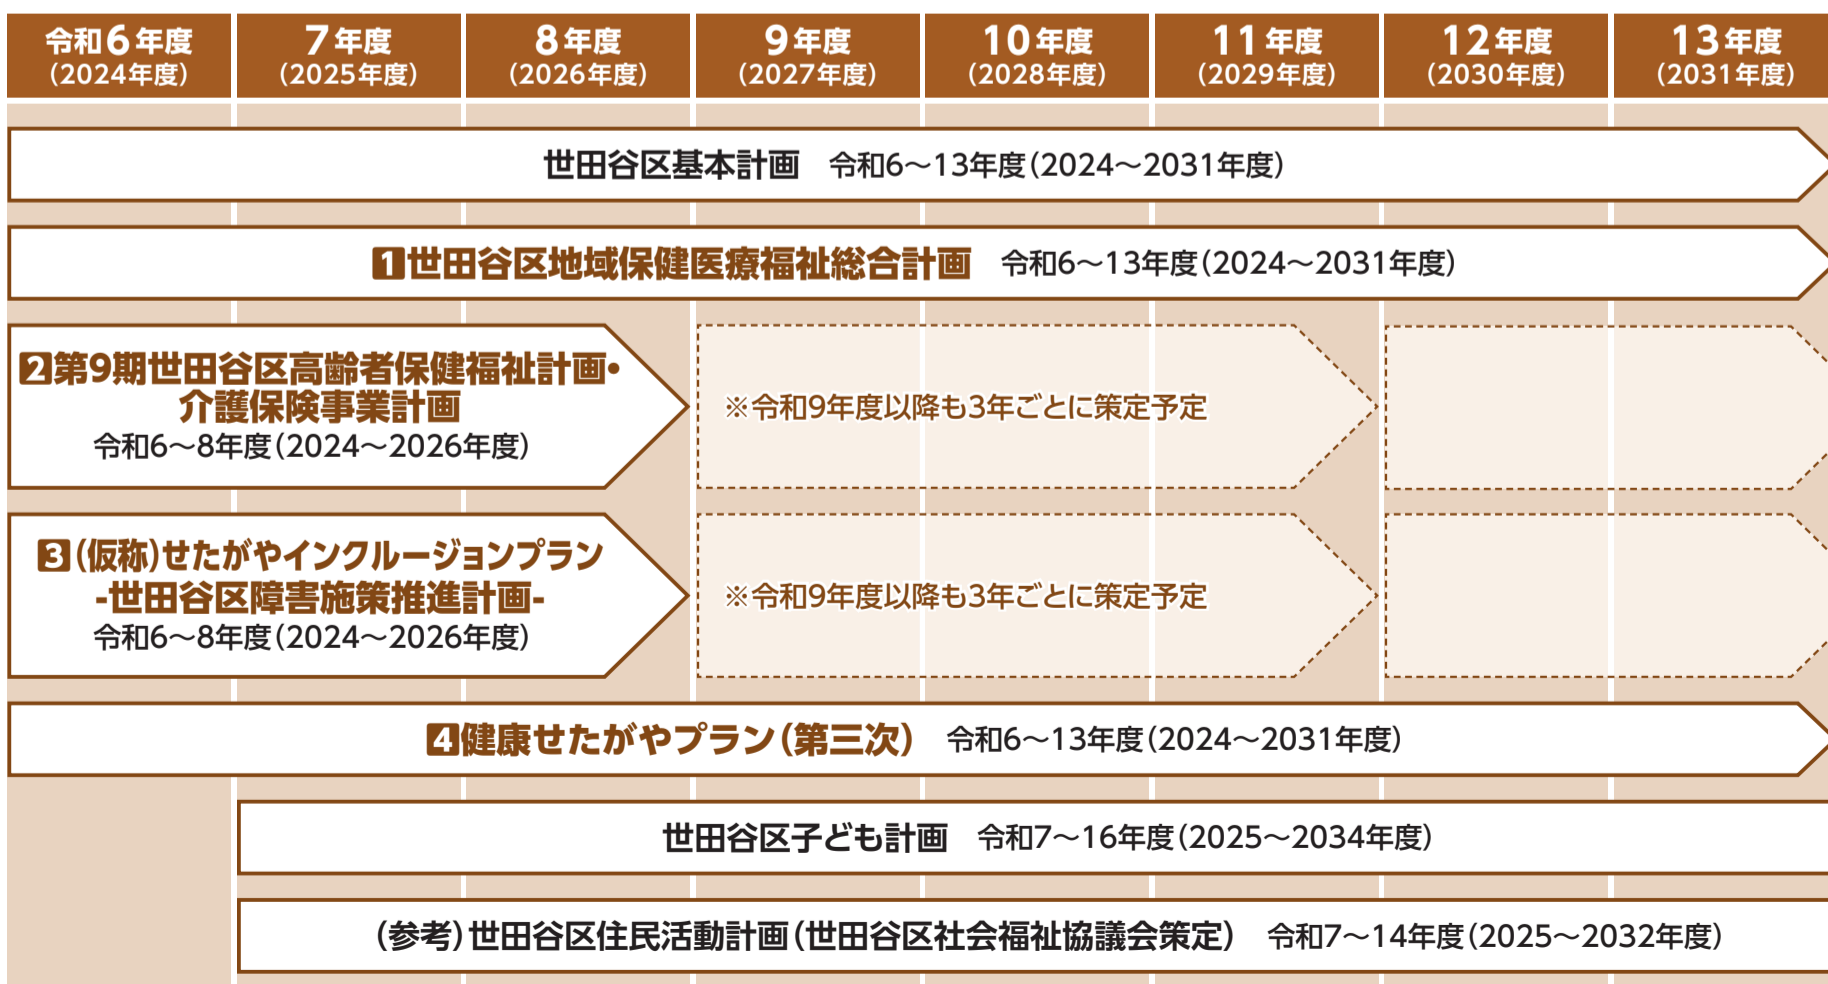 令和6年度 7年度 8年度 9年度 10年度 11年度 12年度 13年度
(2024年度) (2025年度) (2026年度) (2027年度) (2028年度) (2029年度) (2030年度) (2031年度)
世田谷区基本計画 令和6～13年度(2024～2031年度)
1世田谷区地域保健医療福祉総合計画 令和6～13年度(2024～2031年度)
2第9期世田谷区高齢者保健福祉計画・
介護保険事業計画
令和6～8年度(2024～2026年度)
※令和9年度以降も3年ごとに策定予定
3(仮称)せたがやインクルージョンプラン
-世田谷区障害施策推進計画-
令和6～8年度(2024～2026年度)
※令和9年度以降も3年ごとに策定予定
4健康せたがやプラン(第三次) 令和6～13年度(2024～2031年度)
世田谷区子ども計画 令和7～16年度(2025～2034年度)
(参考)世田谷区住民活動計画(世田谷区社会福祉協議会策定) 令和7～14年度(2025～2032年度)